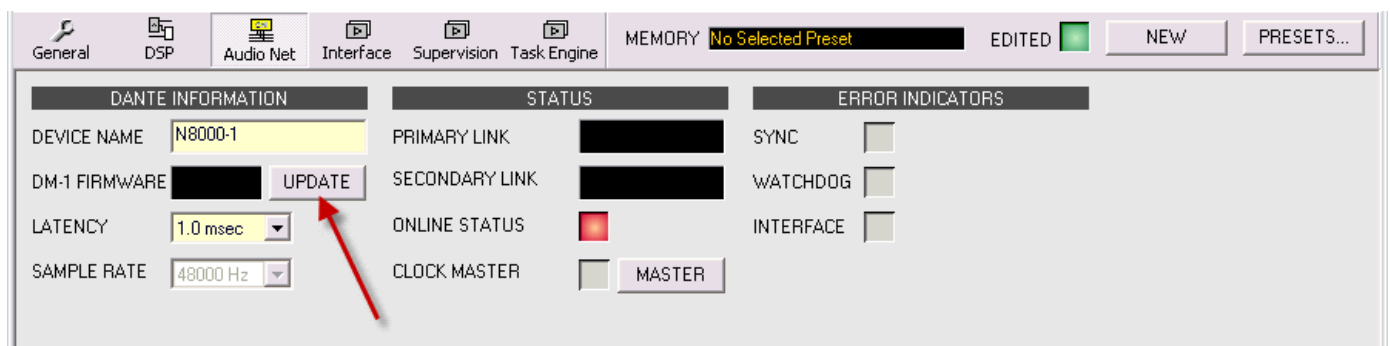 General DSP Audio Net Interface Supervision Task Engine MEMORY No Selected Preset EDITED NEW PRESETS...
DANTE INFORMATION STATUS ERROR INDICATORS
DEVICE NAME N8000-1 PRIMARY LINK SYNC
DM-1 FIRMWARE UPDATE SECONDARY LINK WATCHDOG
LATENCY 1.0 msec ONLINE STATUS INTERFACE
SAMPLE RATE 48000 Hz CLOCK MASTER MASTER